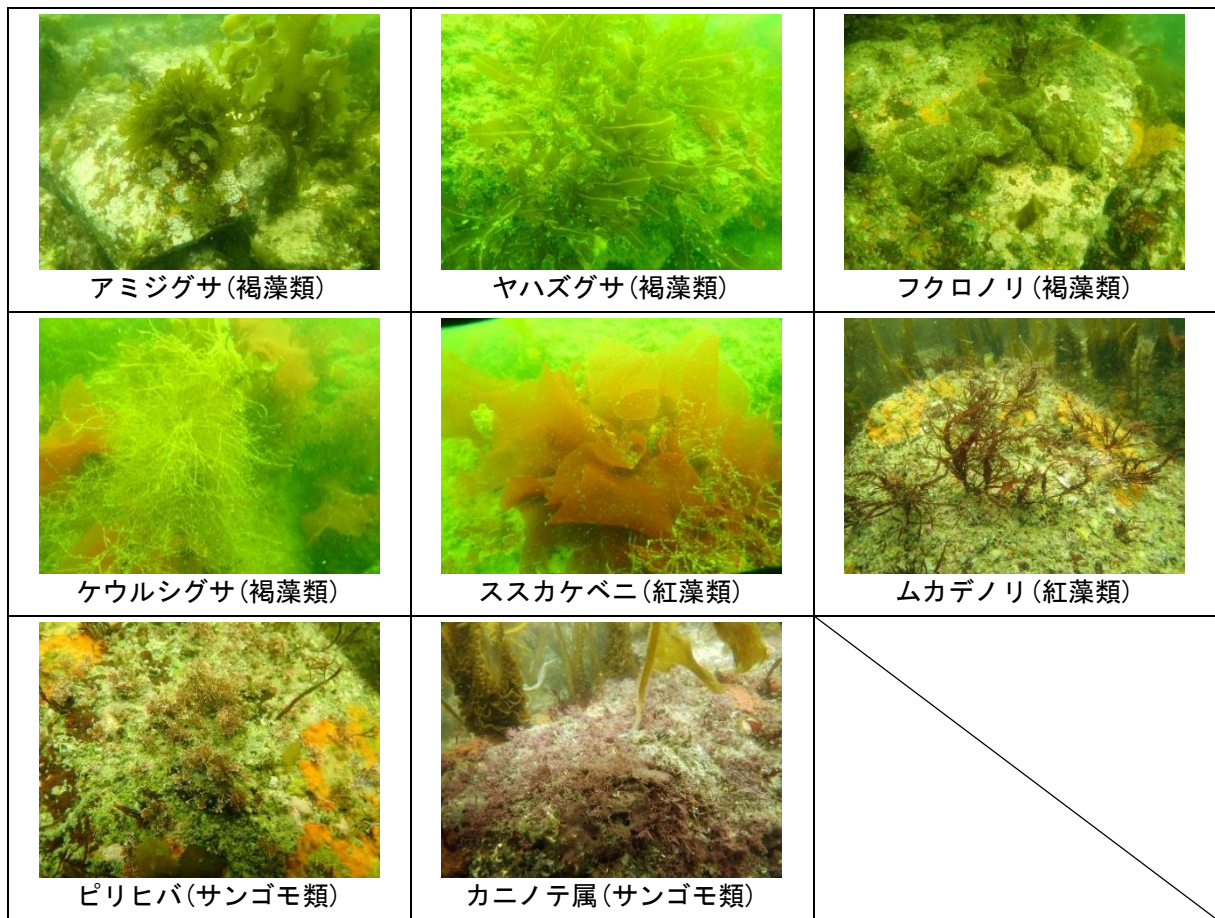 アミジグサ(褐藻類)
ヤハズグサ(褐藻類)
フクロノリ(褐藻類)
ケウルシグサ(褐藻類)
ススカケベニ(紅藻類)
ムカデノリ(紅藻類)
ピリヒバ(サンゴモ類)
カニノテ属(サンゴモ類)